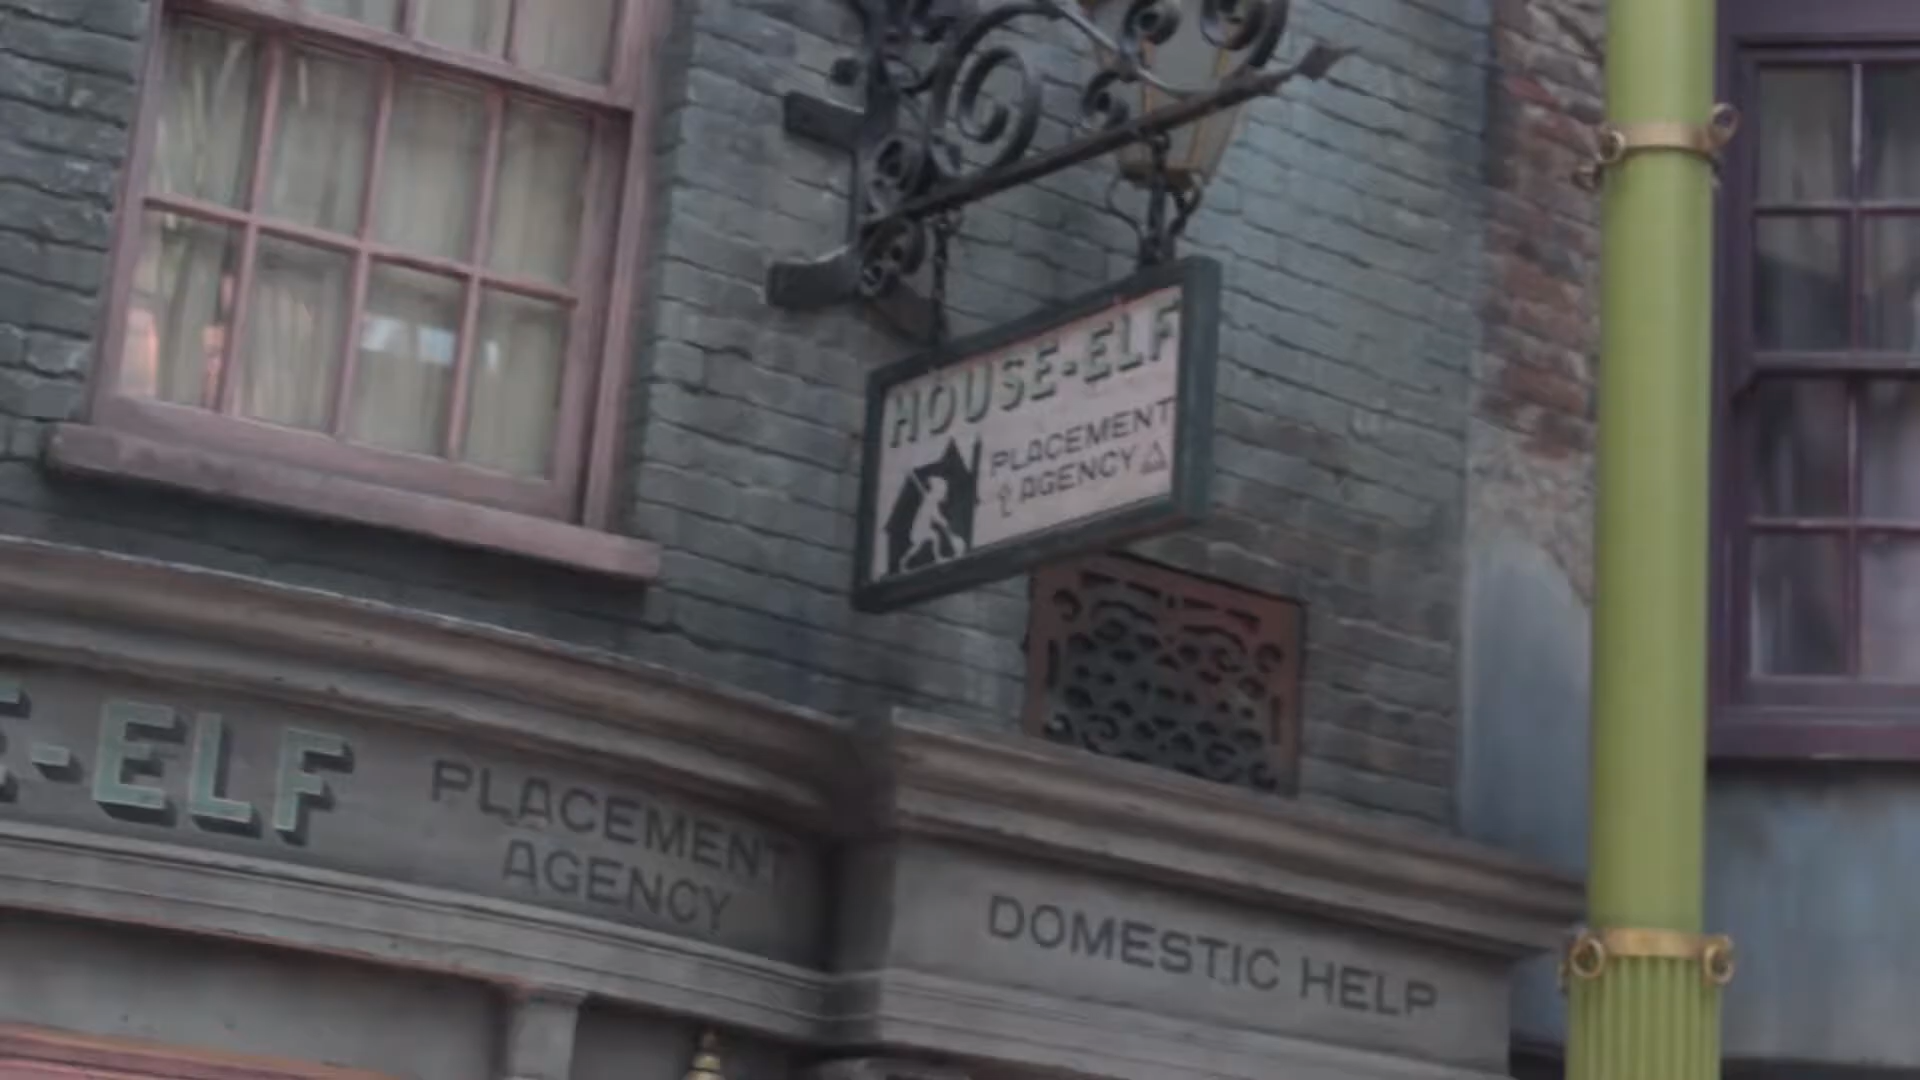 HOUSE-ELF
PLACEMENT
AGENCY
E-ELF
PLACEMENT
AGENCY
DOMESTIC HELP